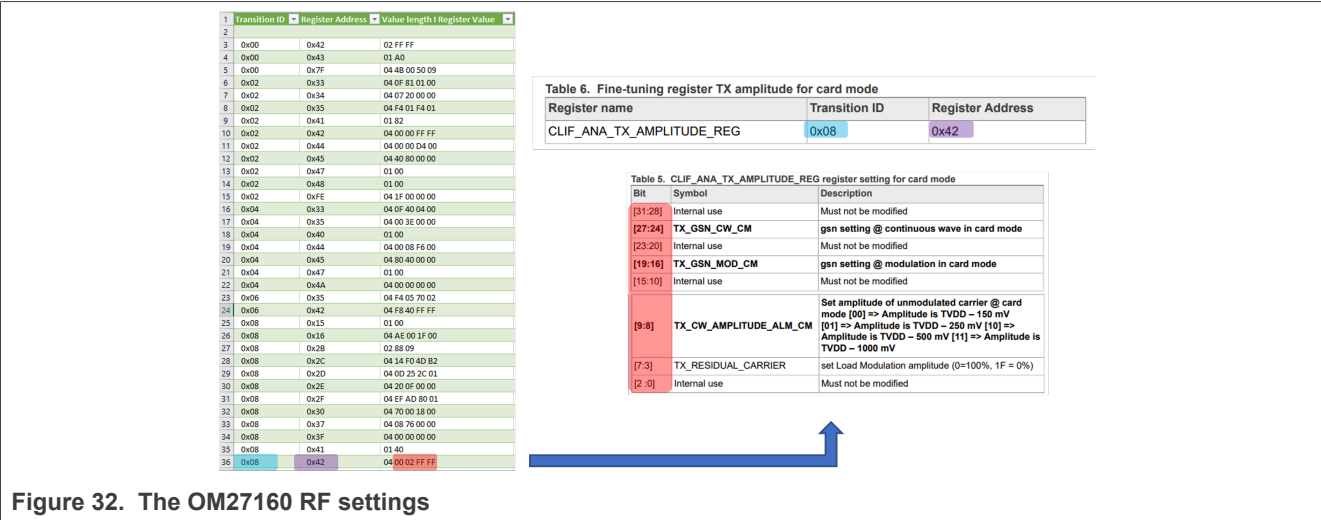 1 Transition ID Register Address Value length I Register Value
2
3 0x00 0x42 02 FF FF
4 0x00 0x43 01 A0
5 0x00 0x7F 04 4B 00 50 09
6 0x02 0x33 04 0F 81 01 00
7 0x02 0x34 04 07 20 00 00
8 0x02 0x35 04 F4 01 F4 01
9 0x02 0x41 01 82
10 0x02 0x42 04 00 00 FF FF
11 0x02 0x44 04 00 00 D4 00
12 0x02 0x45 04 40 80 00 00
13 0x02 0x47 01 00
14 0x02 0x48 01 00
15 0x02 0xFE 04 1F 00 00 00
16 0x04 0x33 04 0F 40 04 00
17 0x04 0x35 04 00 3E 00 00
18 0x04 0x40 01 00
19 0x04 0x44 04 00 08 F6 00
20 0x04 0x45 04 80 40 00 00
21 0x04 0x47 01 00
22 0x04 0x4A 04 00 00 00 00
23 0x06 0x35 04 F4 05 70 02
24 0x06 0x42 04 F8 40 FF FF
25 0x08 0x15 01 00
26 0x08 0x16 04 AE 00 1F 00
27 0x08 0x2B 02 88 09
28 0x08 0x2C 04 14 F0 4D B2
29 0x08 0x2D 04 0D 25 2C 01
30 0x08 0x2E 04 20 0F 00 00
31 0x08 0x2F 04 EF AD 80 01
32 0x08 0x30 04 70 00 18 00
33 0x08 0x37 04 08 76 00 00
34 0x08 0x3F 04 00 00 00 00
35 0x08 0x41 01 40
36 0x08 0x42 04 00 02 FF FF
Table 6. Fine-tuning register TX amplitude for card mode
Register name Transition ID Register Address
CLIF_ANA_TX_AMPLITUDE_REG 0x08 0x42
Table 5. CLIF_ANA_TX_AMPLITUDE_REG register setting for card mode
Bit Symbol Description
[31:28] Internal use Must not be modified
[27:24] TX_GSN_CW_CM gsn setting @ continuous wave in card mode
[23:20] Internal use Must not be modified
[19:16] TX_GSN_MOD_CM gsn setting @ modulation in card mode
[15:10] Internal use Must not be modified
[9:8] TX_CW_AMPLITUDE_ALM_CM Set amplitude of unmodulated carrier @ card
mode [00] => Amplitude is TVDD – 150 mV
[01] => Amplitude is TVDD – 250 mV [10] =>
Amplitude is TVDD – 500 mV [11] => Amplitude is
TVDD – 1000 mV
[7:3] TX_RESIDUAL_CARRIER set Load Modulation amplitude (0=100%, 1F = 0%)
[2 :0] Internal use Must not be modified
Figure 32. The OM27160 RF settings